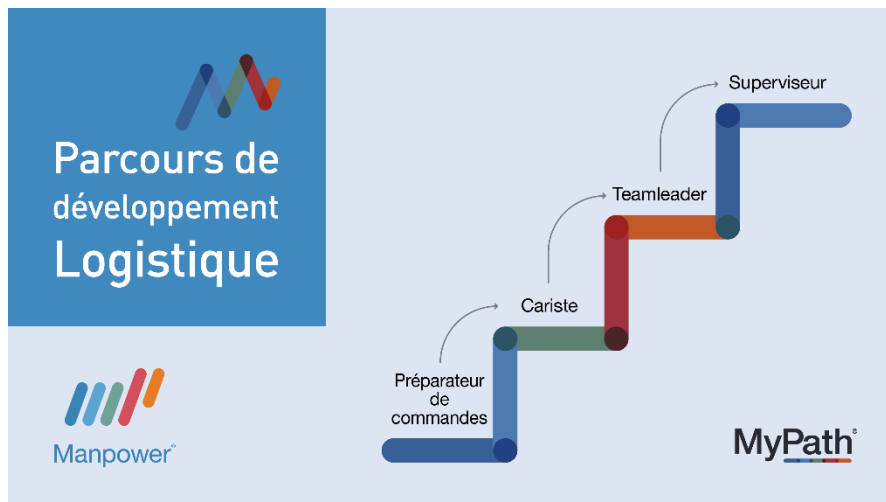 Parcours de
développement
Logistique
Manpower®
Superviseur
Teamleader
Cariste
Préparateur
de
commandes
MyPath®